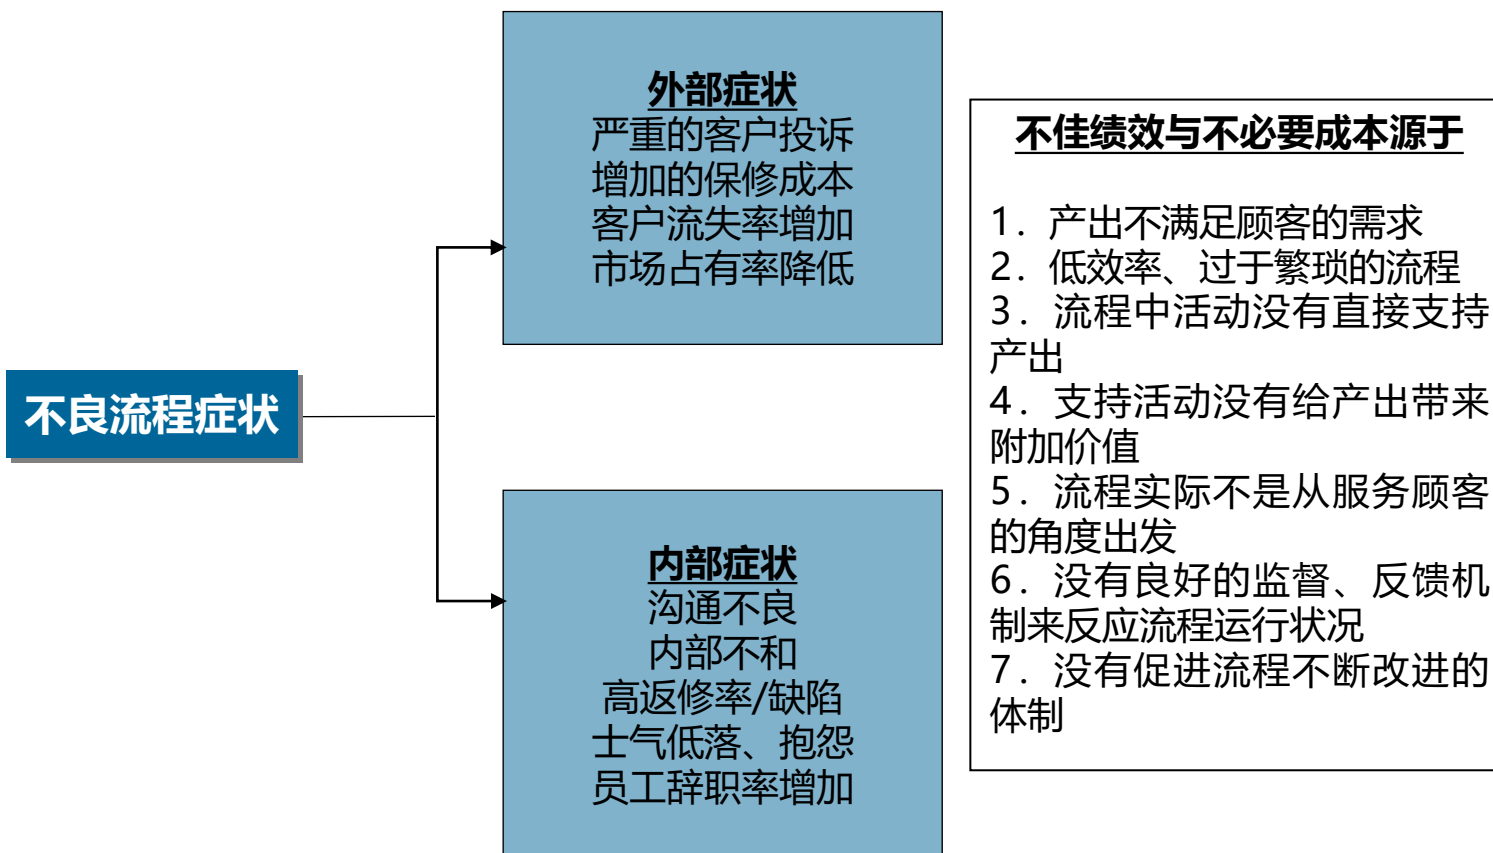 不良流程症状
外部症状
严重的客户投诉
增加的保修成本
客户流失率增加
市场占有率降低
内部症状
沟通不良
内部不和
高返修率/缺陷
士气低落、抱怨
员工辞职率增加
不佳绩效与不必要成本源于
1. 产出不满足顾客的需求
2. 低效率、过于繁琐的流程
3. 流程中活动没有直接支持
产出
4. 支持活动没有给产出带来
附加价值
5. 流程实际不是从服务顾客
的角度出发
6. 没有良好的监督、反馈机
制来反应流程运行状况
7. 没有促进流程不断改进的
体制